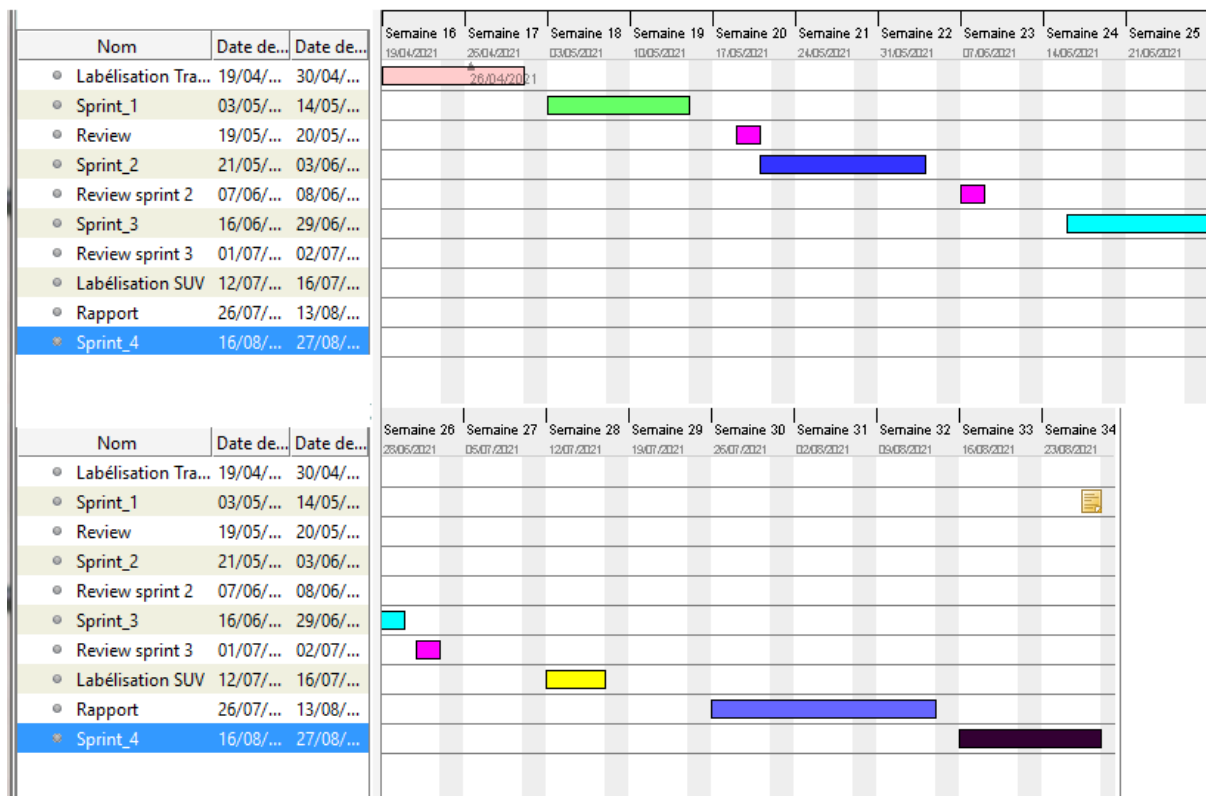 Semaine 16 Semaine 17 Semaine 18 Semaine 19 Semaine 20 Semaine 21 Semaine 22 Semaine 23 Semaine 24 Semaine 25
Nom Date de... Date de... 19/04/2021 26/04/2021 03/05/2021 10/05/2021 17/05/2021 24/05/2021 31/05/2021 07/06/2021 14/06/2021 21/06/2021
Labélisation Tra... 19/04/... 30/04/... 26/04/2021
Sprint_1 03/05/... 14/05/...
Review 19/05/... 20/05/...
Sprint_2 21/05/... 03/06/...
Review sprint 2 07/06/... 08/06/...
Sprint_3 16/06/... 29/06/...
Review sprint 3 01/07/... 02/07/...
Labélisation SUV 12/07/... 16/07/...
Rapport 26/07/... 13/08/...
Sprint_4 16/08/... 27/08/...
Semaine 26 Semaine 27 Semaine 28 Semaine 29 Semaine 30 Semaine 31 Semaine 32 Semaine 33 Semaine 34
Nom Date de... Date de... 28/06/2021 05/07/2021 12/07/2021 19/07/2021 26/07/2021 02/08/2021 09/08/2021 16/08/2021 23/08/2021
Labélisation Tra... 19/04/... 30/04/...
Sprint_1 03/05/... 14/05/...
Review 19/05/... 20/05/...
Sprint_2 21/05/... 03/06/...
Review sprint 2 07/06/... 08/06/...
Sprint_3 16/06/... 29/06/...
Review sprint 3 01/07/... 02/07/...
Labélisation SUV 12/07/... 16/07/...
Rapport 26/07/... 13/08/...
Sprint_4 16/08/... 27/08/...